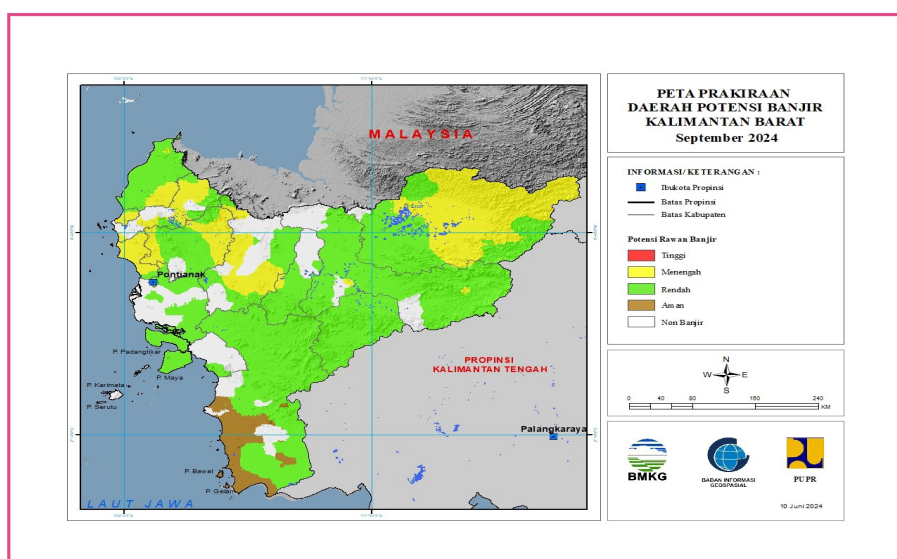 PETA PRAKIRAAN
DAERAH POTENSI BANJIR
KALIMANTAN BARAT
September 2024
INFORMASI/KETERANGAN :
Ibukota Propinsi
Batas Propinsi
Batas Kabupaten
Potensi Rawan Banjir
Tinggi
Menengah
Rendah
Aman
Non Banjir
N
W E
S
0 40 80 160 240
KM
BMKG
BADAN INFORMASI
GEOSPASIAL
PUPR
10 Juni 2024
MALAYSIA
Pontianak
P. Padangtikar
P. Maya
P. Karimata
P. Serutu
PROPINSI
KALIMANTAN TENGAH
Palangkaraya
P. Bawal
P. Gelam
LAUT JAWA